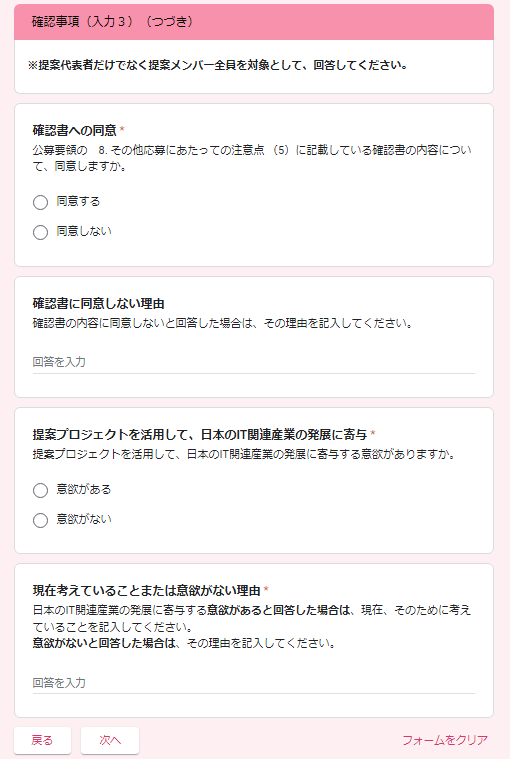 確認事項（入力３）（つづき）
※提案代表者だけでなく提案メンバー全員を対象として、回答してください。
確認書への同意 *
公募要領の　8. その他応募にあたっての注意点 （5）に記載している確認書の内容につい
て、同意しますか。
同意する
同意しない
確認書に同意しない理由
確認書の内容に同意しないと回答した場合は、その理由を記入してください。
回答を入力
提案プロジェクトを活用して、日本のIT関連産業の発展に寄与 *
提案プロジェクトを活用して、日本のIT関連産業の発展に寄与する意欲がありますか。
意欲がある
意欲がない
現在考えていることまたは意欲がない理由 *
日本のIT関連産業の発展に寄与する意欲があると回答した場合は、現在、そのために考え
ていることを記入してください。
意欲がないと回答した場合は、その理由を記入してください。
回答を入力
戻る
次へ
フォームをクリア